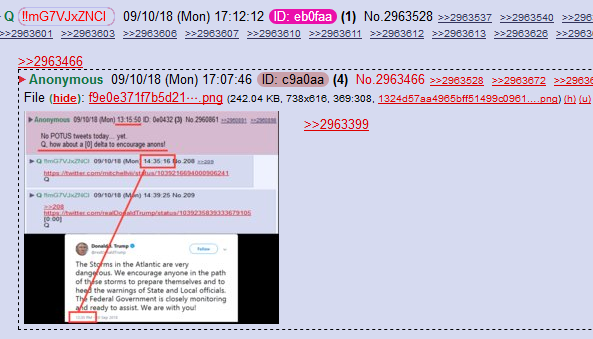 Q !!mG7VJxZNCI 09/10/18 (Mon) 17:12:12 ID: eb0faa (1) No.2963528 >>2963537 >>2963540 >>29635
>>2963601 >>2963603 >>2963606 >>2963607 >>2963610 >>2963611 >>2963612 >>2963613 >>2963626 >>2963
>>2963466
Anonymous 09/10/18 (Mon) 17:07:46 ID: c9a0aa (4) No.2963466 >>2963528 >>2963672 >>296
File (hide): f9e0e371f7b5d21⋯.png (242.04 KB, 738x616, 369:308, 1324d57aa4965bff51499c0961….png) (h) (u)
>>2963399
Anonymous 09/10/18 (Mon) 13:15:50 ID: 0e0432 (3) No.2960861
No POTUS tweets today... yet.
Q, how about a [0] delta to encourage anons!
Q !!mG7VJxZNCI 09/10/18 (Mon) 14:35:16 No.208 >>209
https://twitter.com/mitchellvii/status/1039216694000906241
Q
Q !!mG7VJxZNCI 09/10/18 (Mon) 14:39:25 No.209
>>208
https://twitter.com/realDonaldTrump/status/1039235839333679105
[0:00]
Q
Donald J. Trump
@realDonaldTrump
Follow
The Storms in the Atlantic are very
dangerous. We encourage anyone in the path
of these storms to prepare themselves and to
heed the warnings of State and Local officials.
The Federal Government is closely monitoring
and ready to assist. We are with you!